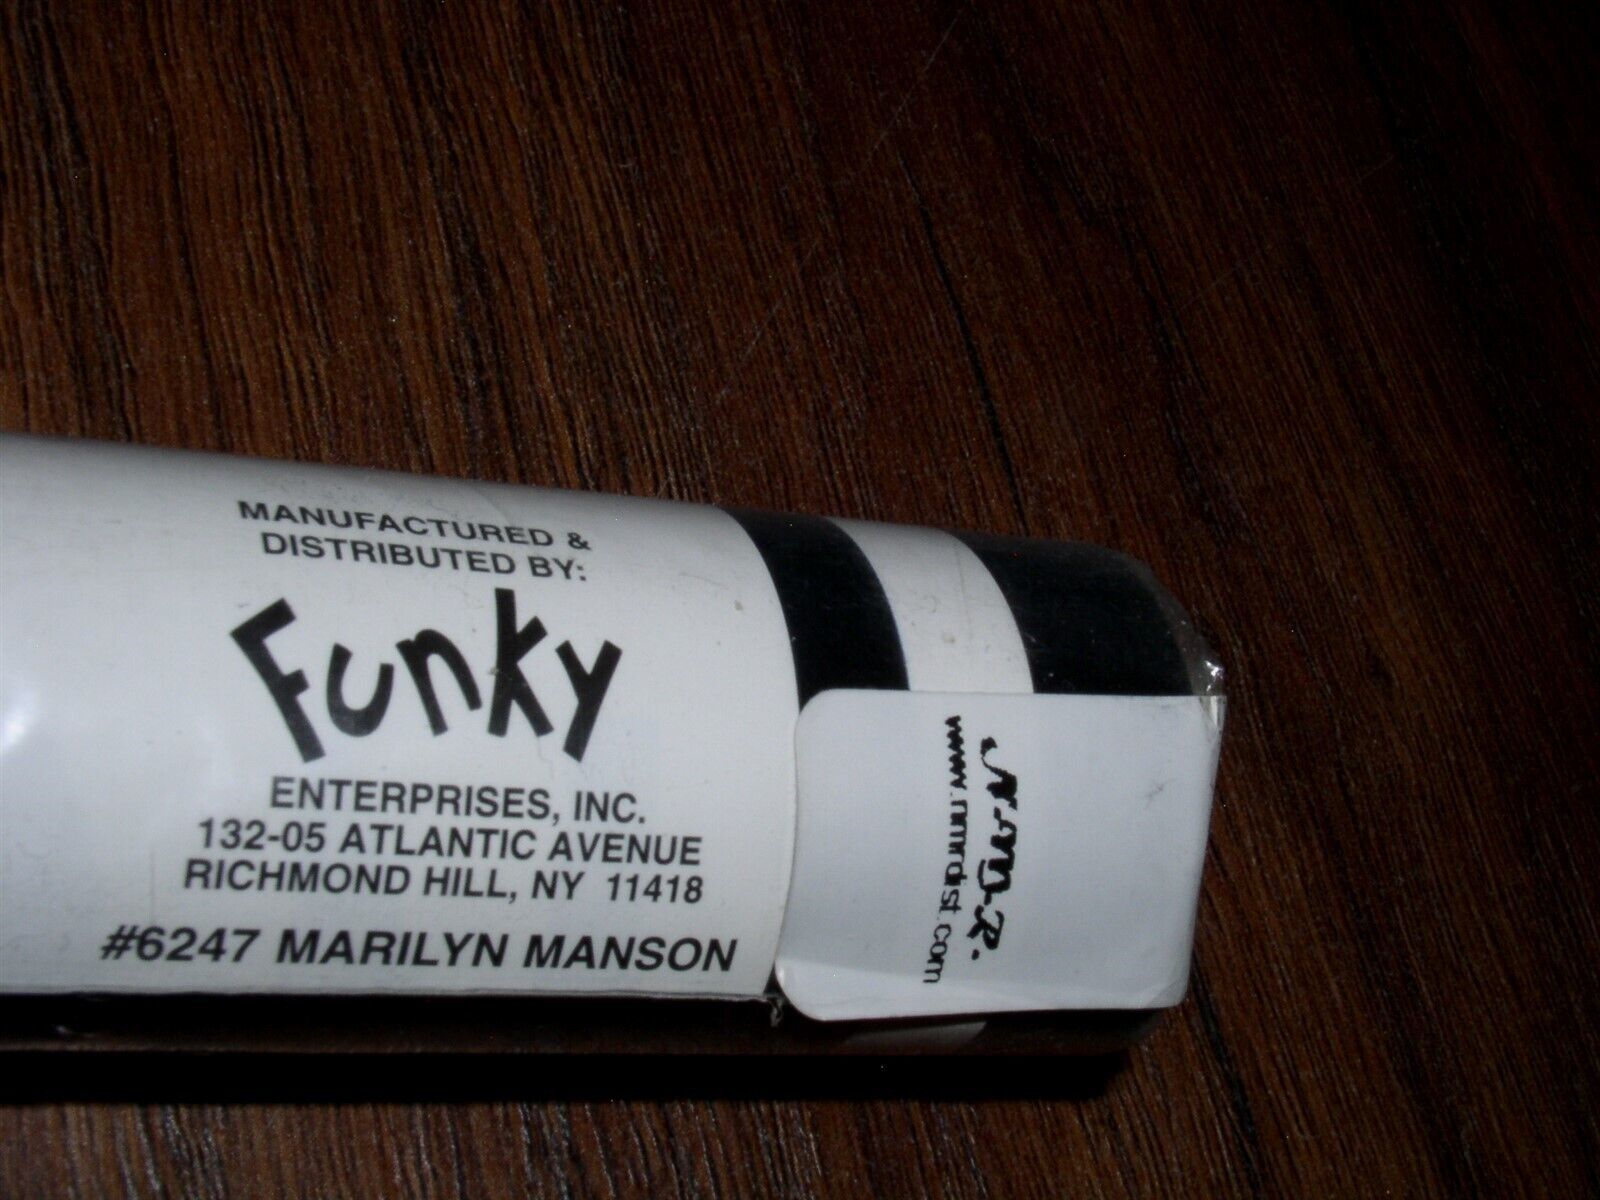 MANUFACTURED &
DISTRIBUTED BY:
Funky
ENTERPRISES, INC.
132-05 ATLANTIC AVENUE
RICHMOND HILL, NY 11418
#6247 MARILYN MANSON
www.nmrdist.com